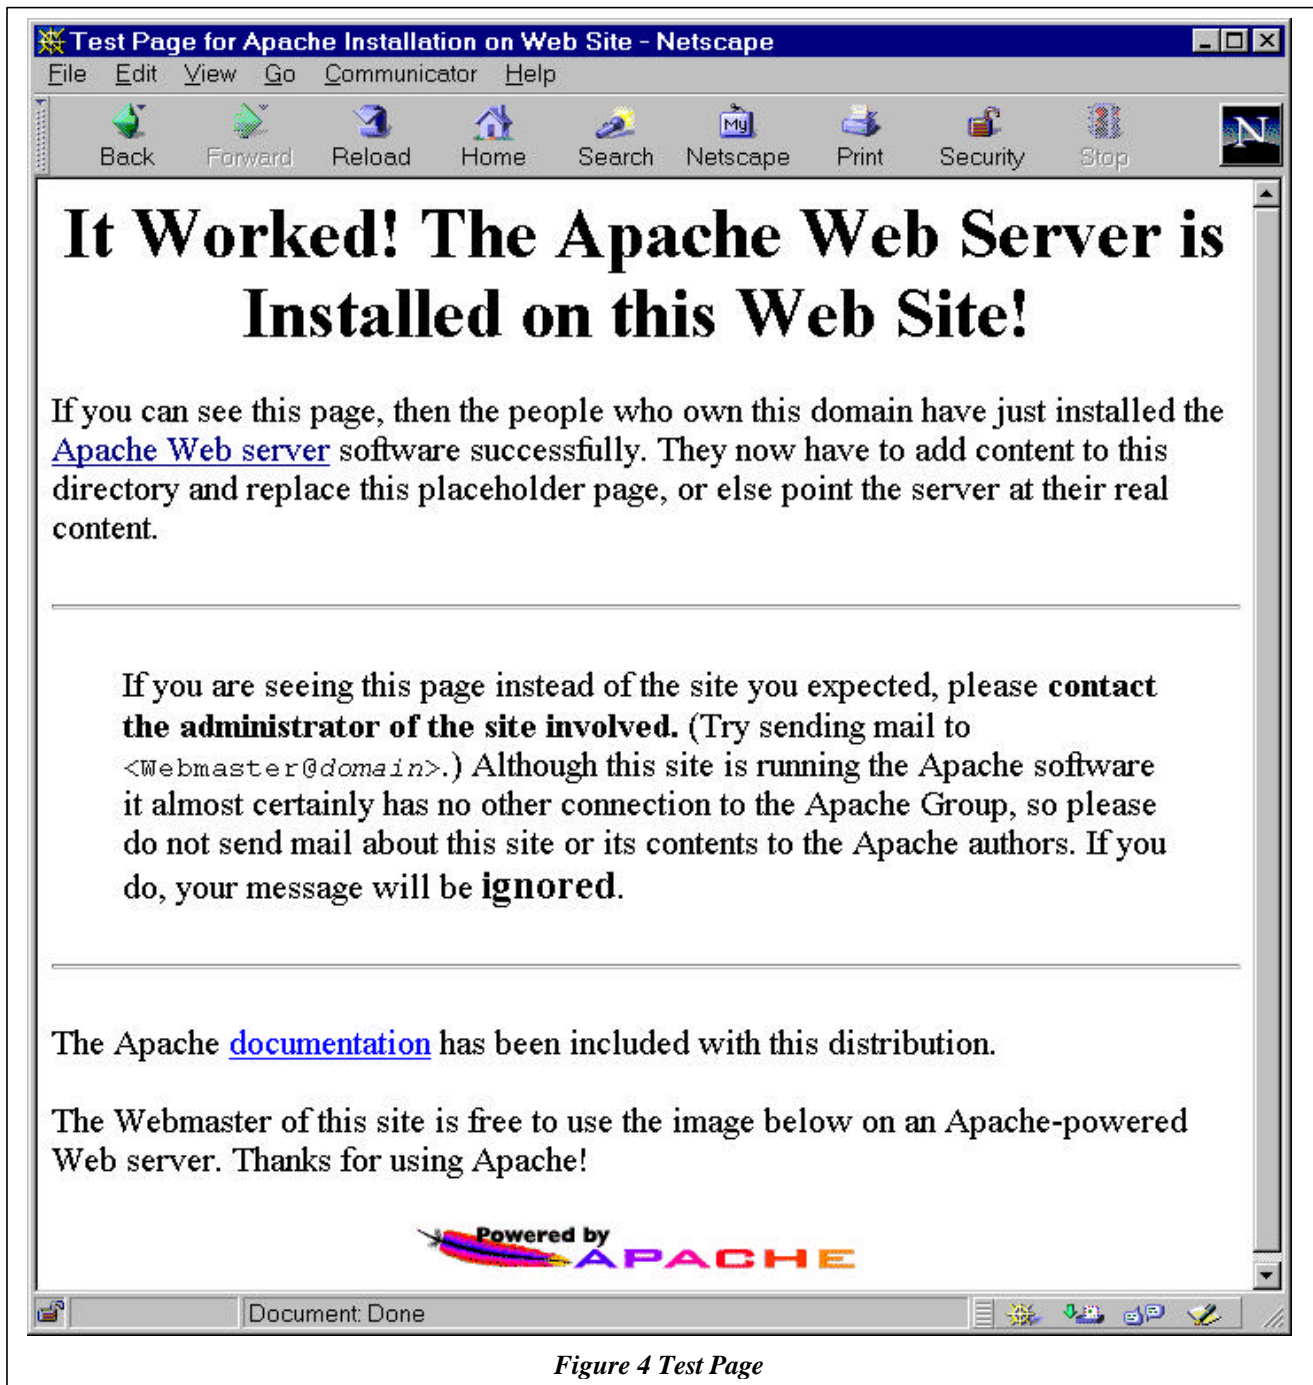 Test Page for Apache Installation on Web Site - Netscape
File Edit View Go Communicator Help
My
Back Forward Reload Home Search Netscape Print Security Stop
N
It Worked! The Apache Web Server is
Installed on this Web Site!
If you can see this page, then the people who own this domain have just installed the
Apache Web server software successfully. They now have to add content to this
directory and replace this placeholder page, or else point the server at their real
content.
If you are seeing this page instead of the site you expected, please contact
the administrator of the site involved. (Try sending mail to
<Webmaster@domain>.) Although this site is running the Apache software
it almost certainly has no other connection to the Apache Group, so please
do not send mail about this site or its contents to the Apache authors. If you
do, your message will be ignored.
The Apache documentation has been included with this distribution.
The Webmaster of this site is free to use the image below on an Apache-powered
Web server. Thanks for using Apache!
Powered by
APACHE
Document: Done
Figure 4 Test Page